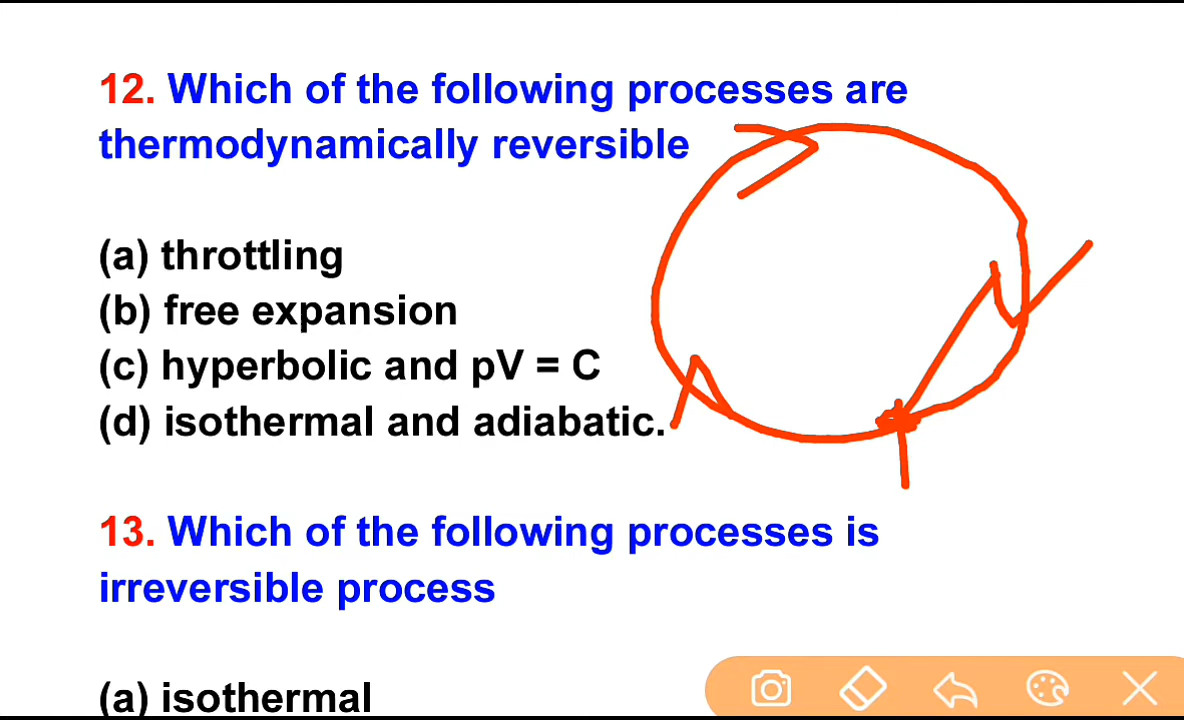 12. Which of the following processes are
thermodynamically reversible
(a) throttling
(b) free expansion
(c) hyperbolic and pV = C
(d) isothermal and adiabatic.
13. Which of the following processes is
irreversible process
(a) isothermal